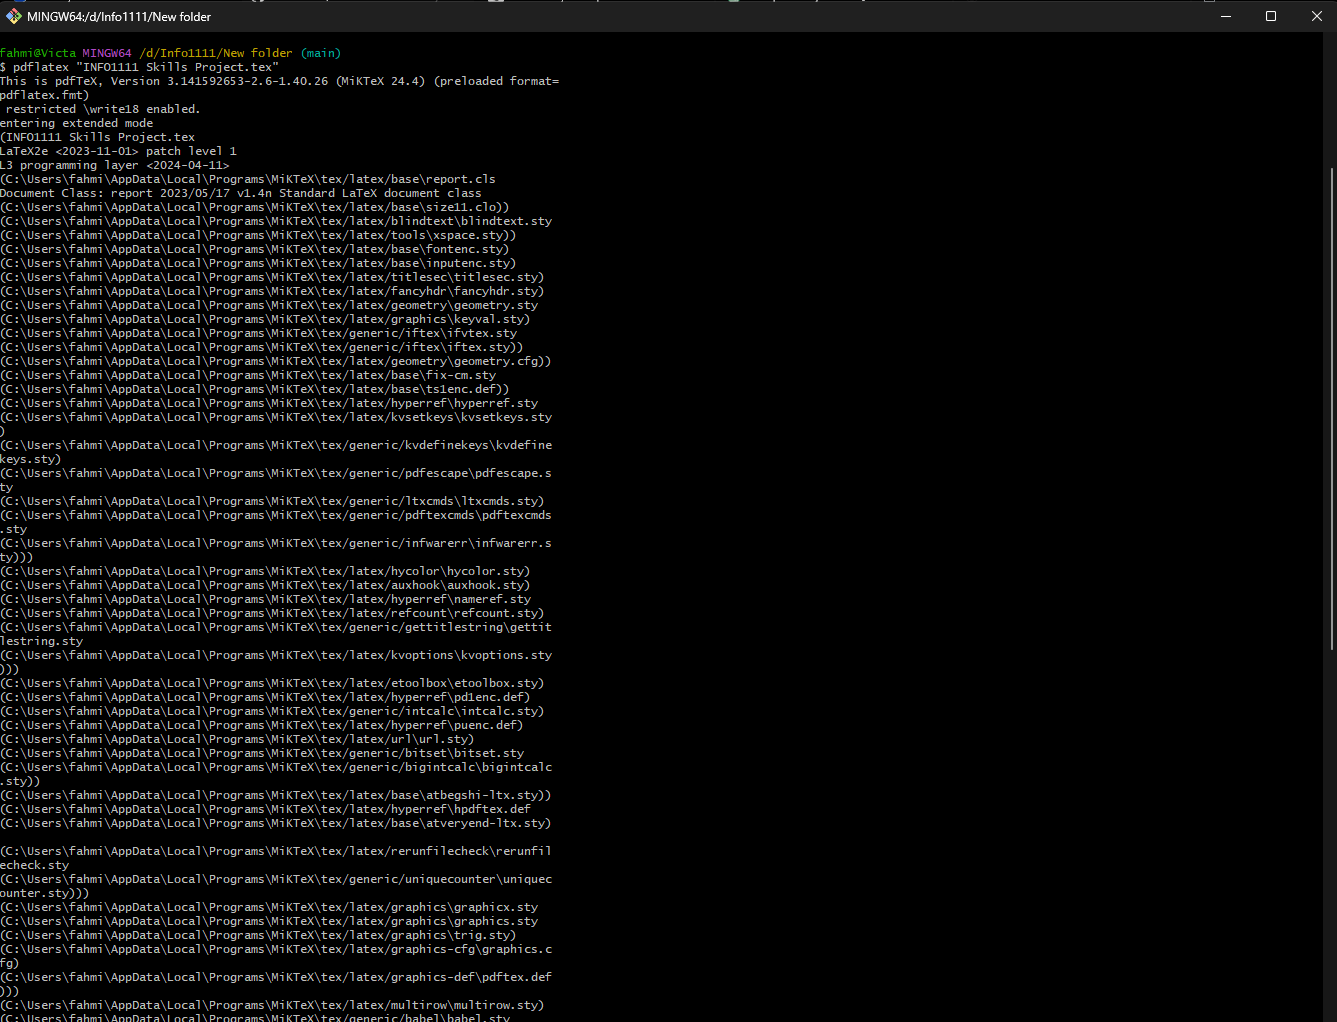 MINGW64:/d/Info1111/New folder
fahmi@Victa MINGW64 /d/Info1111/New folder (main)
$ pdflatex "INFO1111 Skills Project.tex"
This is pdfTeX, Version 3.141592653-2.6-1.40.26 (MiKTeX 24.4) (preloaded format=
pdflatex.fmt)
 restricted \write18 enabled.
entering extended mode
(INFO1111 Skills Project.tex
LaTeX2e <2023-11-01> patch level 1
L3 programming layer <2024-04-11>
(C:\Users\fahmi\AppData\Local\Programs\MiKTeX\tex/latex/base\report.cls
Document Class: report 2023/05/17 v1.4n Standard LaTeX document class
(C:\Users\fahmi\AppData\Local\Programs\MiKTeX\tex/latex/base\size11.clo))
(C:\Users\fahmi\AppData\Local\Programs\MiKTeX\tex/latex/blindtext\blindtext.sty
(C:\Users\fahmi\AppData\Local\Programs\MiKTeX\tex/latex/tools\xspace.sty))
(C:\Users\fahmi\AppData\Local\Programs\MiKTeX\tex/latex/base\fontenc.sty)
(C:\Users\fahmi\AppData\Local\Programs\MiKTeX\tex/latex/base\inputenc.sty)
(C:\Users\fahmi\AppData\Local\Programs\MiKTeX\tex/latex/titlesec\titlesec.sty)
(C:\Users\fahmi\AppData\Local\Programs\MiKTeX\tex/latex/fancyhdr\fancyhdr.sty)
(C:\Users\fahmi\AppData\Local\Programs\MiKTeX\tex/latex/geometry\geometry.sty
(C:\Users\fahmi\AppData\Local\Programs\MiKTeX\tex/latex/graphics\keyval.sty)
(C:\Users\fahmi\AppData\Local\Programs\MiKTeX\tex/generic/iftex\ifvtex.sty
(C:\Users\fahmi\AppData\Local\Programs\MiKTeX\tex/generic/iftex\iftex.sty))
(C:\Users\fahmi\AppData\Local\Programs\MiKTeX\tex/latex/geometry\geometry.cfg))
(C:\Users\fahmi\AppData\Local\Programs\MiKTeX\tex/latex/base\fix-cm.sty
(C:\Users\fahmi\AppData\Local\Programs\MiKTeX\tex/latex/base\ts1enc.def))
(C:\Users\fahmi\AppData\Local\Programs\MiKTeX\tex/latex/hyperref\hyperref.sty
(C:\Users\fahmi\AppData\Local\Programs\MiKTeX\tex/latex/kvsetkeys\kvsetkeys.sty
)
(C:\Users\fahmi\AppData\Local\Programs\MiKTeX\tex/generic/kvdefinekeys\kvdefine
keys.sty)
(C:\Users\fahmi\AppData\Local\Programs\MiKTeX\tex/generic/pdfescape\pdfescape.s
ty
(C:\Users\fahmi\AppData\Local\Programs\MiKTeX\tex/generic/ltxcmds\ltxcmds.sty)
(C:\Users\fahmi\AppData\Local\Programs\MiKTeX\tex/generic/pdftexcmds\pdftexcmds
.sty
(C:\Users\fahmi\AppData\Local\Programs\MiKTeX\tex/generic/infwarerr\infwarerr.s
ty)))
(C:\Users\fahmi\AppData\Local\Programs\MiKTeX\tex/latex/hycolor\hycolor.sty)
(C:\Users\fahmi\AppData\Local\Programs\MiKTeX\tex/latex/auxhook\auxhook.sty)
(C:\Users\fahmi\AppData\Local\Programs\MiKTeX\tex/latex/hyperref\nameref.sty
(C:\Users\fahmi\AppData\Local\Programs\MiKTeX\tex/latex/refcount\refcount.sty)
(C:\Users\fahmi\AppData\Local\Programs\MiKTeX\tex/generic/gettitlestring\gettit
lestring.sty
(C:\Users\fahmi\AppData\Local\Programs\MiKTeX\tex/latex/kvoptions\kvoptions.sty
)))
(C:\Users\fahmi\AppData\Local\Programs\MiKTeX\tex/latex/etoolbox\etoolbox.sty)
(C:\Users\fahmi\AppData\Local\Programs\MiKTeX\tex/latex/hyperref\pd1enc.def)
(C:\Users\fahmi\AppData\Local\Programs\MiKTeX\tex/generic/intcalc\intcalc.sty)
(C:\Users\fahmi\AppData\Local\Programs\MiKTeX\tex/latex/hyperref\puenc.def)
(C:\Users\fahmi\AppData\Local\Programs\MiKTeX\tex/latex/url\url.sty)
(C:\Users\fahmi\AppData\Local\Programs\MiKTeX\tex/generic/bitset\bitset.sty
(C:\Users\fahmi\AppData\Local\Programs\MiKTeX\tex/generic/bigintcalc\bigintcalc
.sty))
(C:\Users\fahmi\AppData\Local\Programs\MiKTeX\tex/latex/base\atbegshi-ltx.sty))
(C:\Users\fahmi\AppData\Local\Programs\MiKTeX\tex/latex/hyperref\hpdftex.def
(C:\Users\fahmi\AppData\Local\Programs\MiKTeX\tex/latex/base\atveryend-ltx.sty)
(C:\Users\fahmi\AppData\Local\Programs\MiKTeX\tex/latex/rerunfilecheck\rerunfil
echeck.sty
(C:\Users\fahmi\AppData\Local\Programs\MiKTeX\tex/generic/uniquecounter\uniquec
ounter.sty)))
(C:\Users\fahmi\AppData\Local\Programs\MiKTeX\tex/latex/graphics\graphicx.sty
(C:\Users\fahmi\AppData\Local\Programs\MiKTeX\tex/latex/graphics\graphics.sty
(C:\Users\fahmi\AppData\Local\Programs\MiKTeX\tex/latex/graphics\trig.sty)
(C:\Users\fahmi\AppData\Local\Programs\MiKTeX\tex/latex/graphics-cfg\graphics.c
fg)
(C:\Users\fahmi\AppData\Local\Programs\MiKTeX\tex/latex/graphics-def\pdftex.def
)))
(C:\Users\fahmi\AppData\Local\Programs\MiKTeX\tex/latex/multirow\multirow.sty)
(C:\Users\fahmi\AppData\Local\Programs\MiKTeX\tex/generic/babel\babel.sty